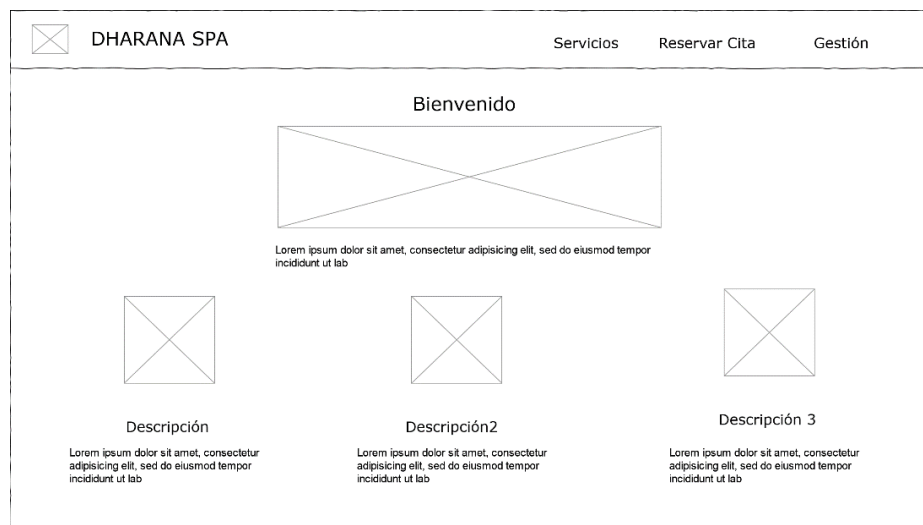 DHARANA SPA
Servicios
Reservar Cita
Gestión
Bienvenido
Lorem ipsum dolor sit amet, consectetur adipisicing elit, sed do eiusmod tempor
incididunt ut lab
Descripción
Lorem ipsum dolor sit amet, consectetur
adipisicing elit, sed do eiusmod tempor
incididunt ut lab
Descripción2
Lorem ipsum dolor sit amet, consectetur
adipisicing elit, sed do eiusmod tempor
incididunt ut lab
Descripción 3
Lorem ipsum dolor sit amet, consectetur
adipisicing elit, sed do eiusmod tempor
incididunt ut lab